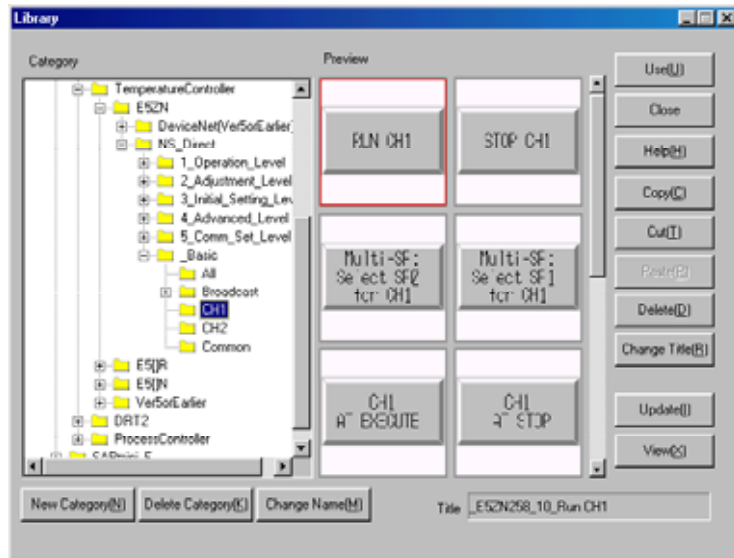 Library
Category
TemperatureController
E5ZN
DeviceNet(Ver5orEarlier)
NS_Direct
1_Operation_Level
2_Adjustment_Level
3_Initial_Setting_Lev
4_Advanced_Level
5_Comm_Set_Level
_Basic
All
Broadcast
CH1
CH2
Common
E5[]R
E5[]N
Ver5orEarlier
DRT2
ProcessController
Preview
RUN CH1
STOP CH1
Multi-SP:
Select SP0
for CH1
Multi-SP:
Select SP1
for CH1
CH1
AT EXECUTE
CH1
AT STOP
Use(U)
Close
Help(H)
Copy(C)
Cut(T)
Paste(P)
Delete(D)
Change Title(R)
Update(I)
View(X)
New Category(N)
Delete Category(K)
Change Name(M)
Title
_E5ZN258_10_Run CH1